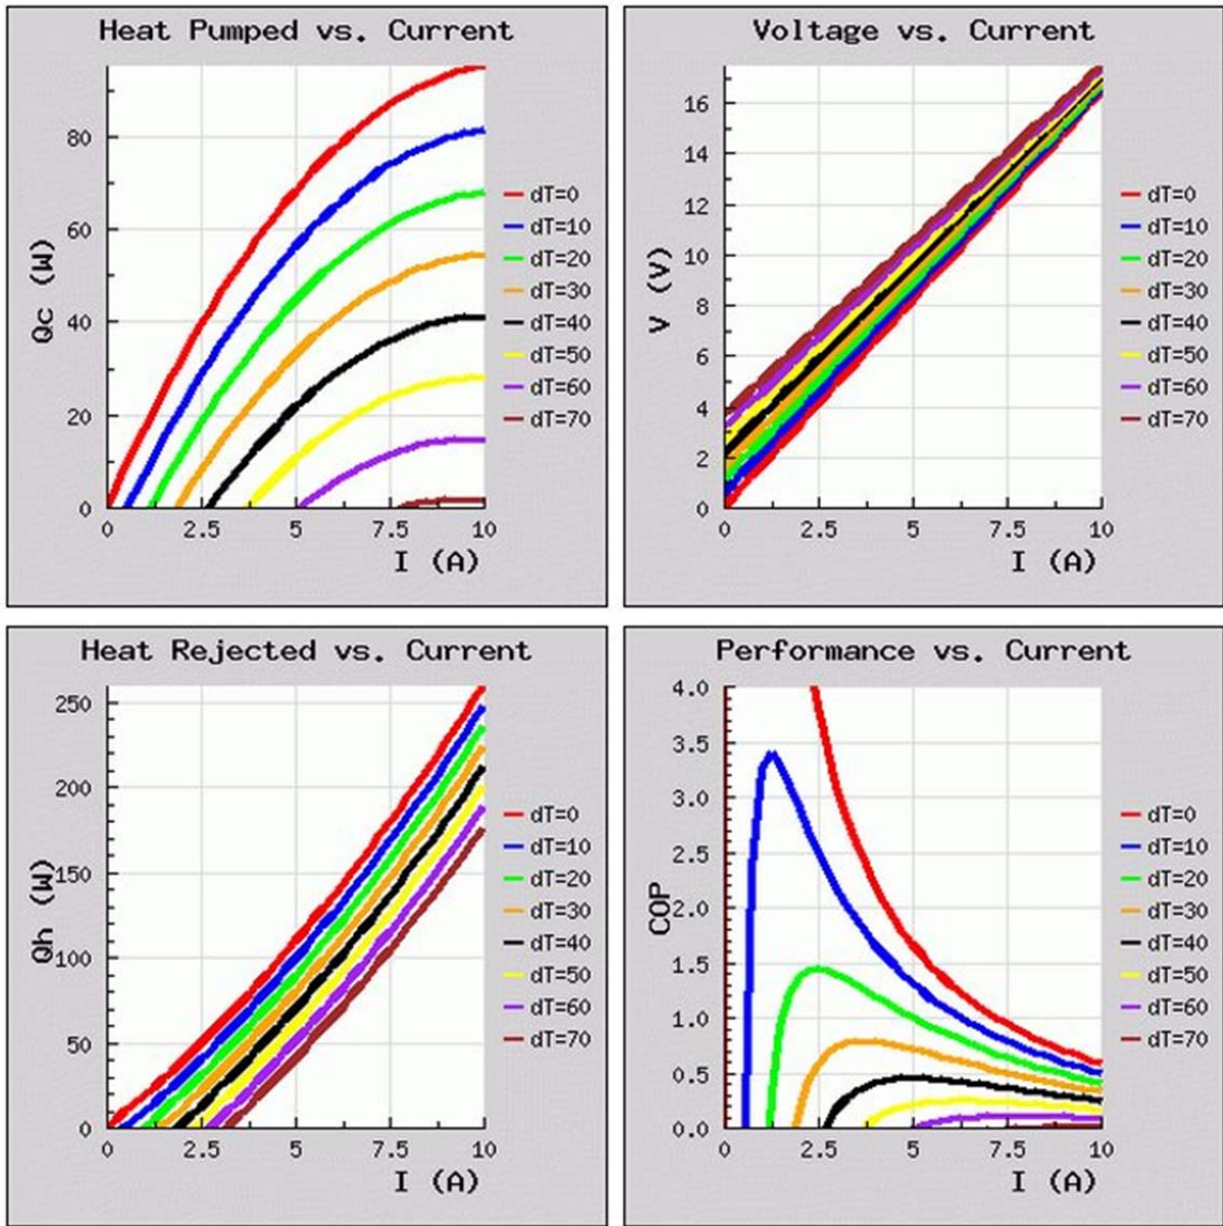 Heat Pumped vs. Current
80
60
40
20
0
Qc (W)
0 2.5 5 7.5 10
I (A)
dT=0
dT=10
dT=20
dT=30
dT=40
dT=50
dT=60
dT=70
Voltage vs. Current
16
14
12
10
8
6
4
2
0
V (V)
0 2.5 5 7.5 10
I (A)
dT=0
dT=10
dT=20
dT=30
dT=40
dT=50
dT=60
dT=70
Heat Rejected vs. Current
250
200
150
100
50
0
Qh (W)
0 2.5 5 7.5 10
I (A)
dT=0
dT=10
dT=20
dT=30
dT=40
dT=50
dT=60
dT=70
Performance vs. Current
4.0
3.5
3.0
2.5
2.0
1.5
1.0
0.5
0.0
COP
0 2.5 5 7.5 10
I (A)
dT=0
dT=10
dT=20
dT=30
dT=40
dT=50
dT=60
dT=70